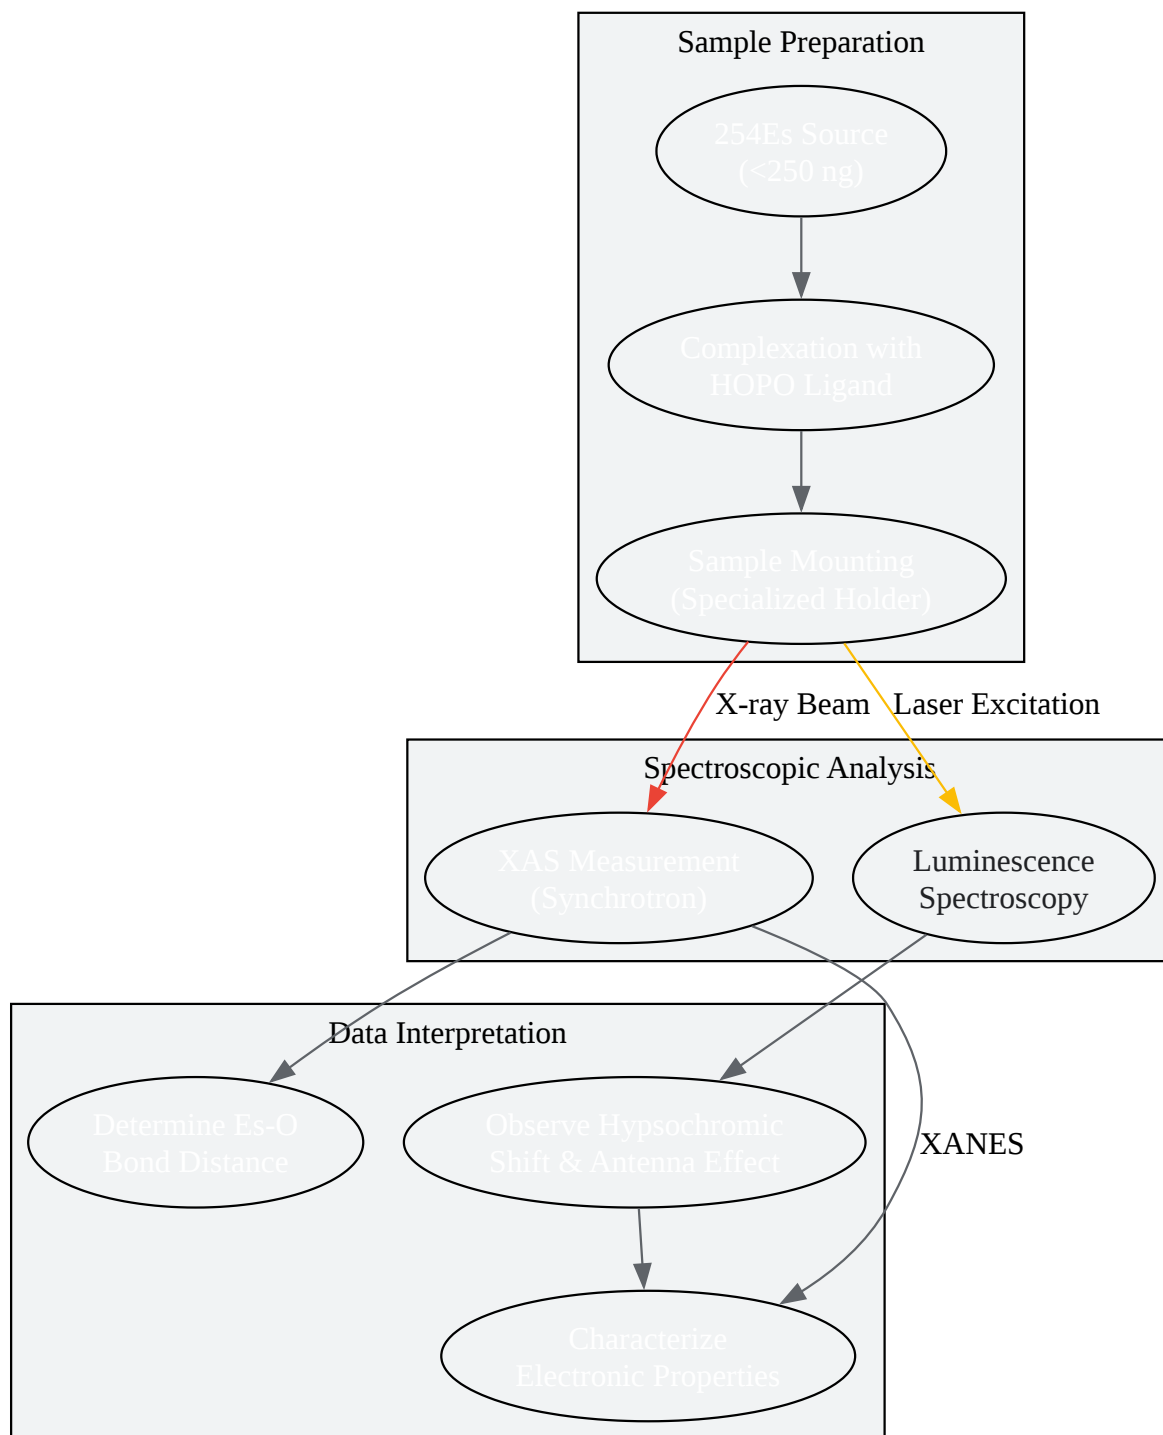 Sample Preparation
254Es Source
(<250 ng)
Complexation with
HOPO Ligand
Sample Mounting
(Specialized Holder)
X-ray Beam
Laser Excitation
Spectroscopic Analysis
XAS Measurement
(Synchrotron)
Luminescence
Spectroscopy
Data Interpretation
Determine Es-O
Bond Distance
Observe Hypsochromic
Shift & Antenna Effect
XANES
Characterize
Electronic Properties